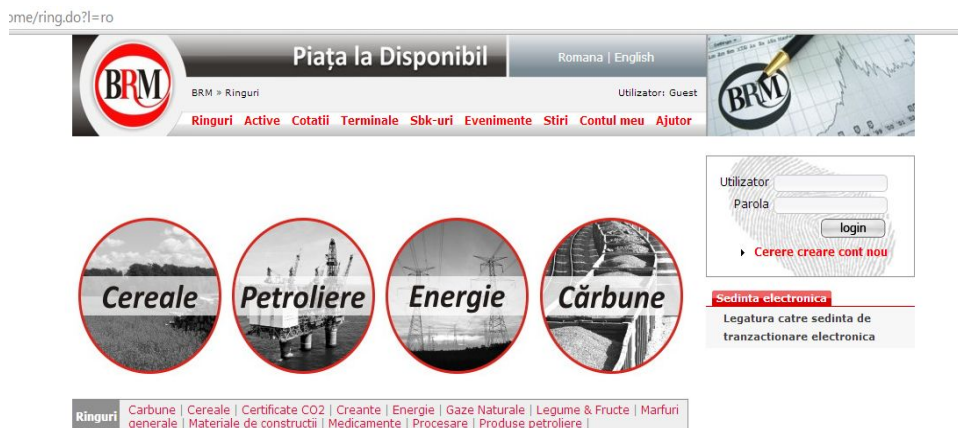 ome/ring.do?l=ro
Piața la Disponibil
Romana | English
BRM
BRM » Ringuri
Utilizator: Guest
BRM
Ringuri Active Cotatii Terminale Sbk-uri Evenimente Stiri Contul meu Ajutor
Utilizator
Parola
login
Cerere creare cont nou
Cereale
Petroliere
Energie
Cărbune
Sedinta electronica
Legatura catre sedinta de
tranzactionare electronica
Ringuri
Carbune | Cereale | Certificate CO2 | Creante | Energie | Gaze Naturale | Legume & Fructe | Marfuri
generale | Materiale de constructii | Medicamente | Procesare | Produse petroliere |